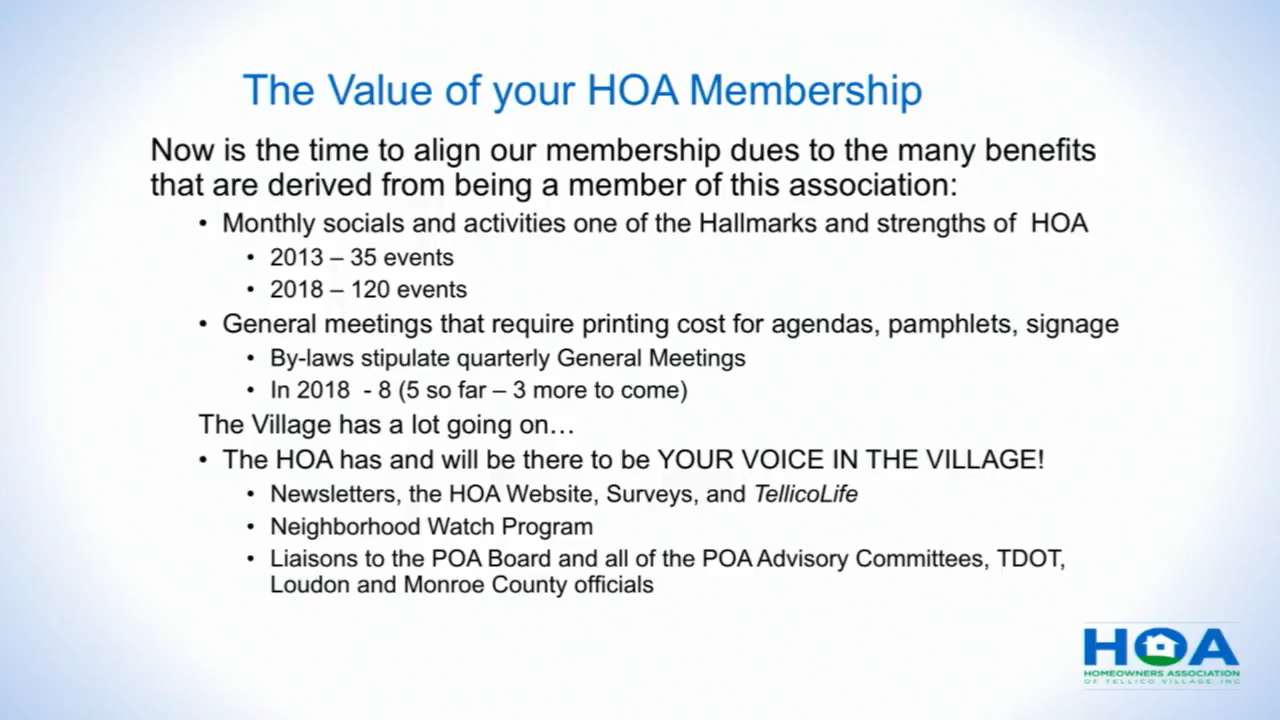 The Value of your HOA Membership
Now is the time to align our membership dues to the many benefits
that are derived from being a member of this association:
• Monthly socials and activities one of the Hallmarks and strengths of  HOA
• 2013 – 35 events
• 2018 – 120 events
• General meetings that require printing cost for agendas, pamphlets, signage
• By-laws stipulate quarterly General Meetings
• In 2018  - 8 (5 so far – 3 more to come)
The Village has a lot going on…
• The HOA has and will be there to be YOUR VOICE IN THE VILLAGE!
• Newsletters, the HOA Website, Surveys, and TellicoLife
• Neighborhood Watch Program
• Liaisons to the POA Board and all of the POA Advisory Committees, TDOT,
Loudon and Monroe County officials
HOA
HOMEOWNERS ASSOCIATION
OF TELLICO VILLAGE INC